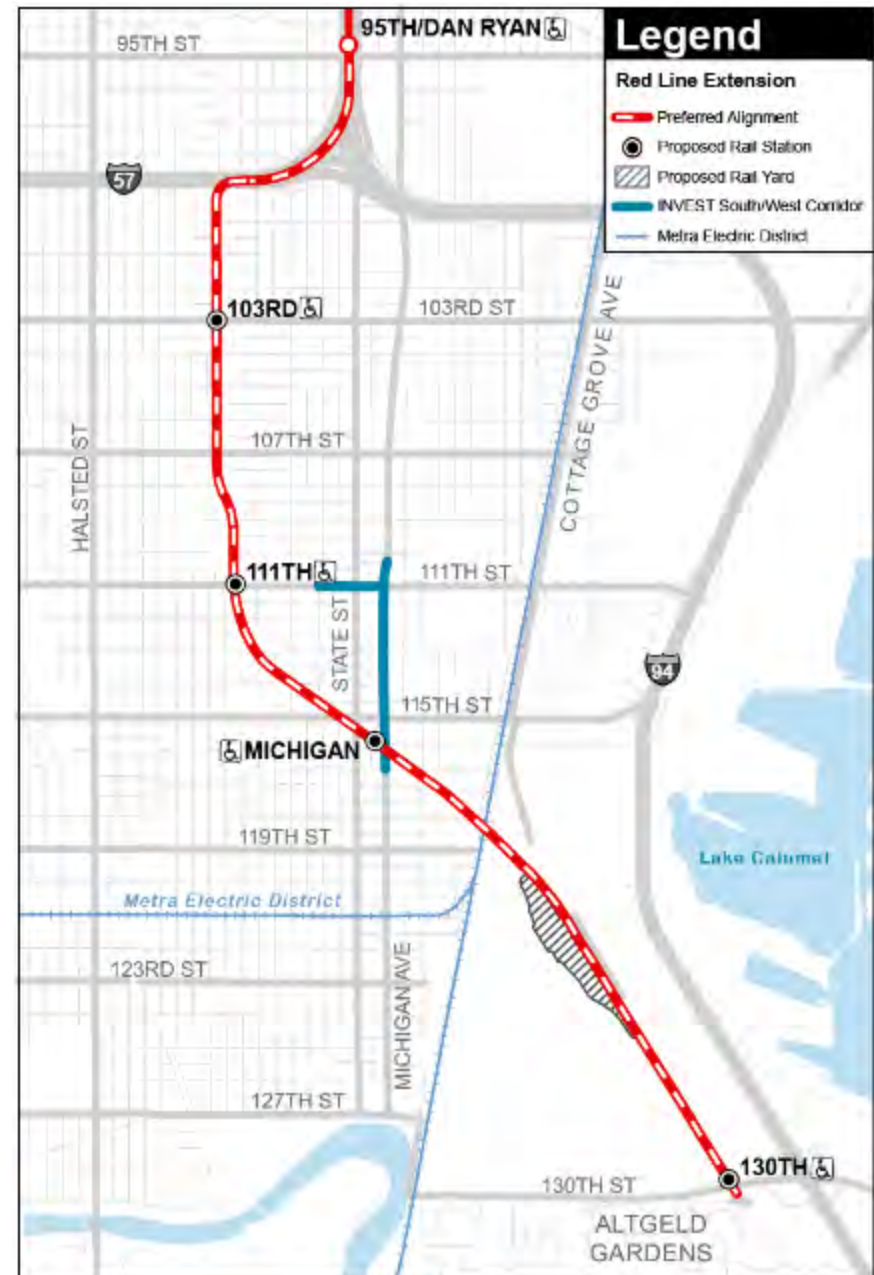 95TH/DAN RYAN
95TH ST
Legend
Red Line Extension
Preferred Alignment
Proposed Rail Station
Proposed Rail Yard
INVEST South/West Corridor
Metra Electric District
57
103RD
103RD ST
COTTAGE GROVE AVE
HALSTED ST
107TH ST
111TH
111TH ST
STATE ST
94
115TH ST
MICHIGAN
119TH ST
Lake Calumet
Metra Electric District
123RD ST
MICHIGAN AVE
127TH ST
130TH
130TH ST
ALTGELD
GARDENS